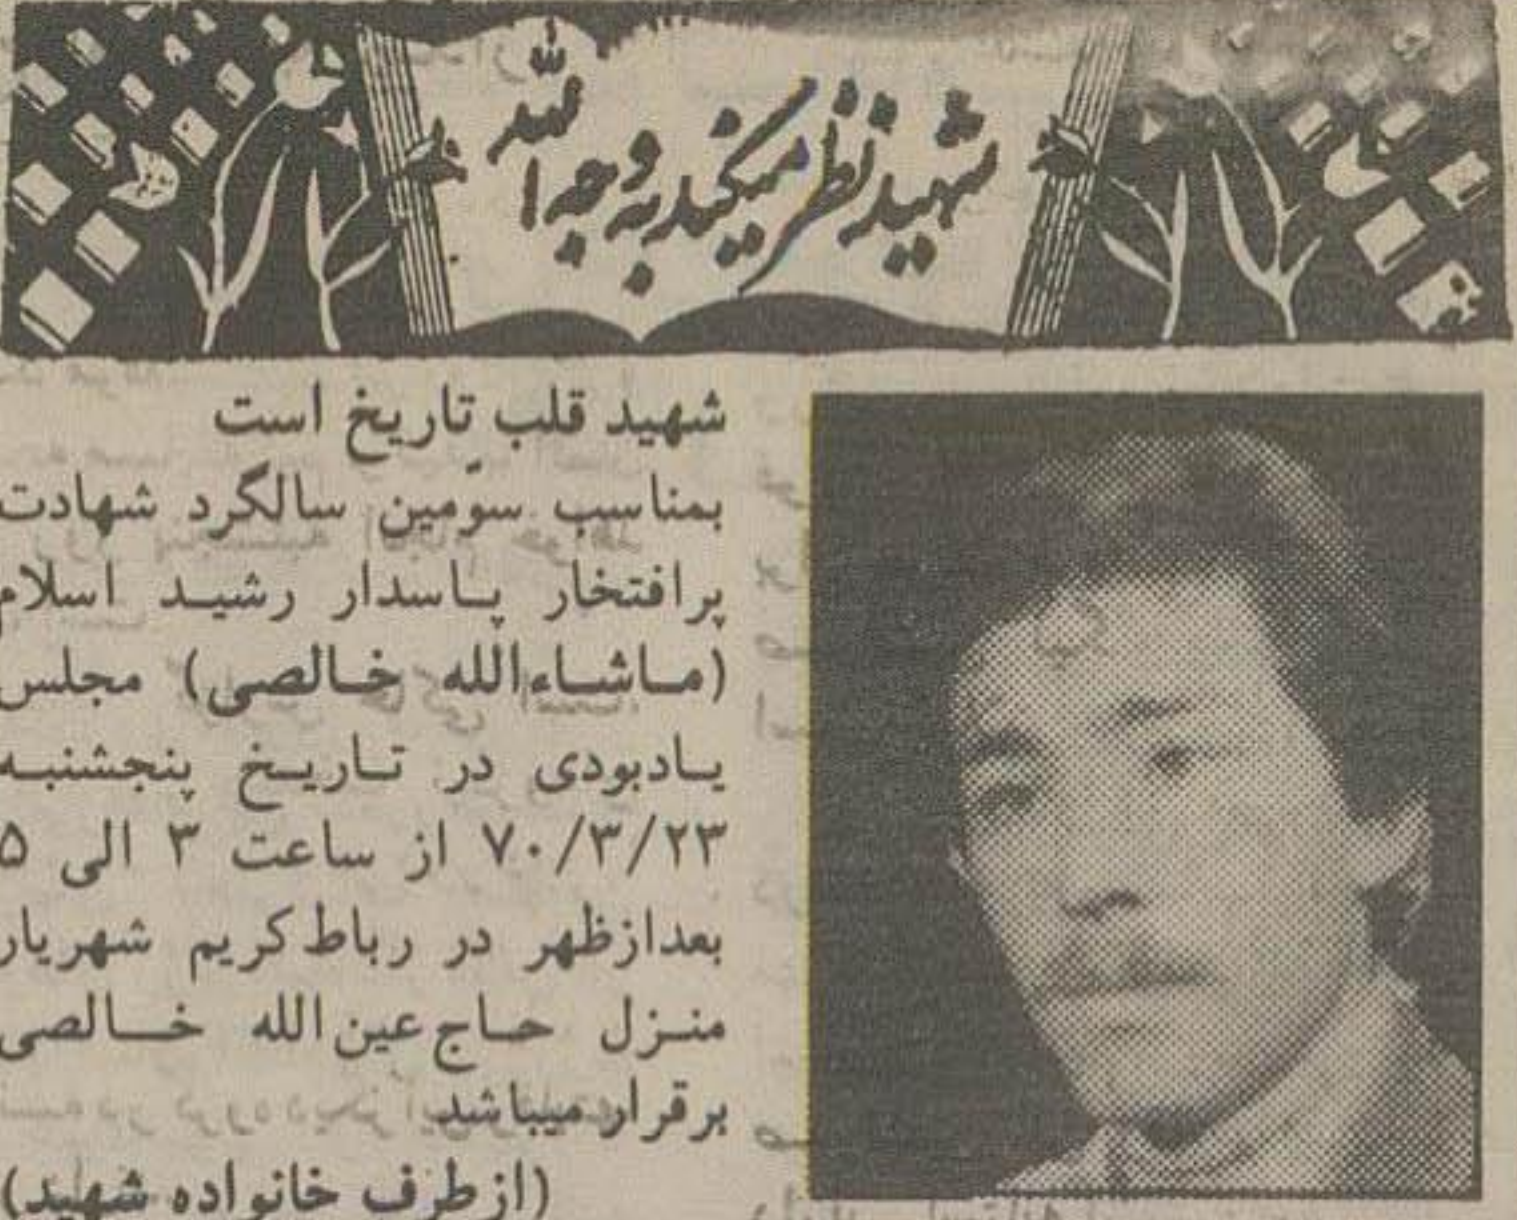 شهید نظر میکند به وجه الله
شهید قلب تاریخ است
بمناسب سوّمین سالگرد شهادت
پرافتخار پاسدار رشید اسلام
(ماشاءالله خالصی) مجلس
یادبودی در تاریخ پنجشنبه
۷۰/۳/۲۳ از ساعت ۳ الی ۵
بعدازظهر در رباط کریم شهریار
منزل حاج عین الله خالصی
برقرار میباشد
(ازطرف خانواده شهید)